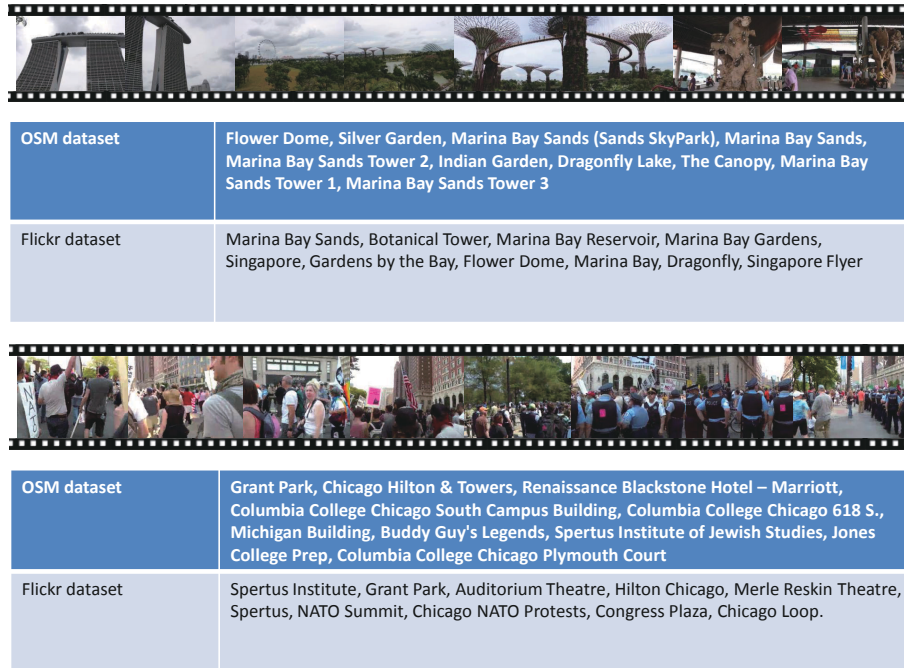 OSM dataset
Flower Dome, Silver Garden, Marina Bay Sands (Sands SkyPark), Marina Bay Sands,
Marina Bay Sands Tower 2, Indian Garden, Dragonfly Lake, The Canopy, Marina Bay
Sands Tower 1, Marina Bay Sands Tower 3
Flickr dataset
Marina Bay Sands, Botanical Tower, Marina Bay Reservoir, Marina Bay Gardens,
Singapore, Gardens by the Bay, Flower Dome, Marina Bay, Dragonfly, Singapore Flyer
NATO
OSM dataset
Grant Park, Chicago Hilton & Towers, Renaissance Blackstone Hotel – Marriott,
Columbia College Chicago South Campus Building, Columbia College Chicago 618 S.,
Michigan Building, Buddy Guy's Legends, Spertus Institute of Jewish Studies, Jones
College Prep, Columbia College Chicago Plymouth Court
Flickr dataset
Spertus Institute, Grant Park, Auditorium Theatre, Hilton Chicago, Merle Reskin Theatre,
Spertus, NATO Summit, Chicago NATO Protests, Congress Plaza, Chicago Loop.